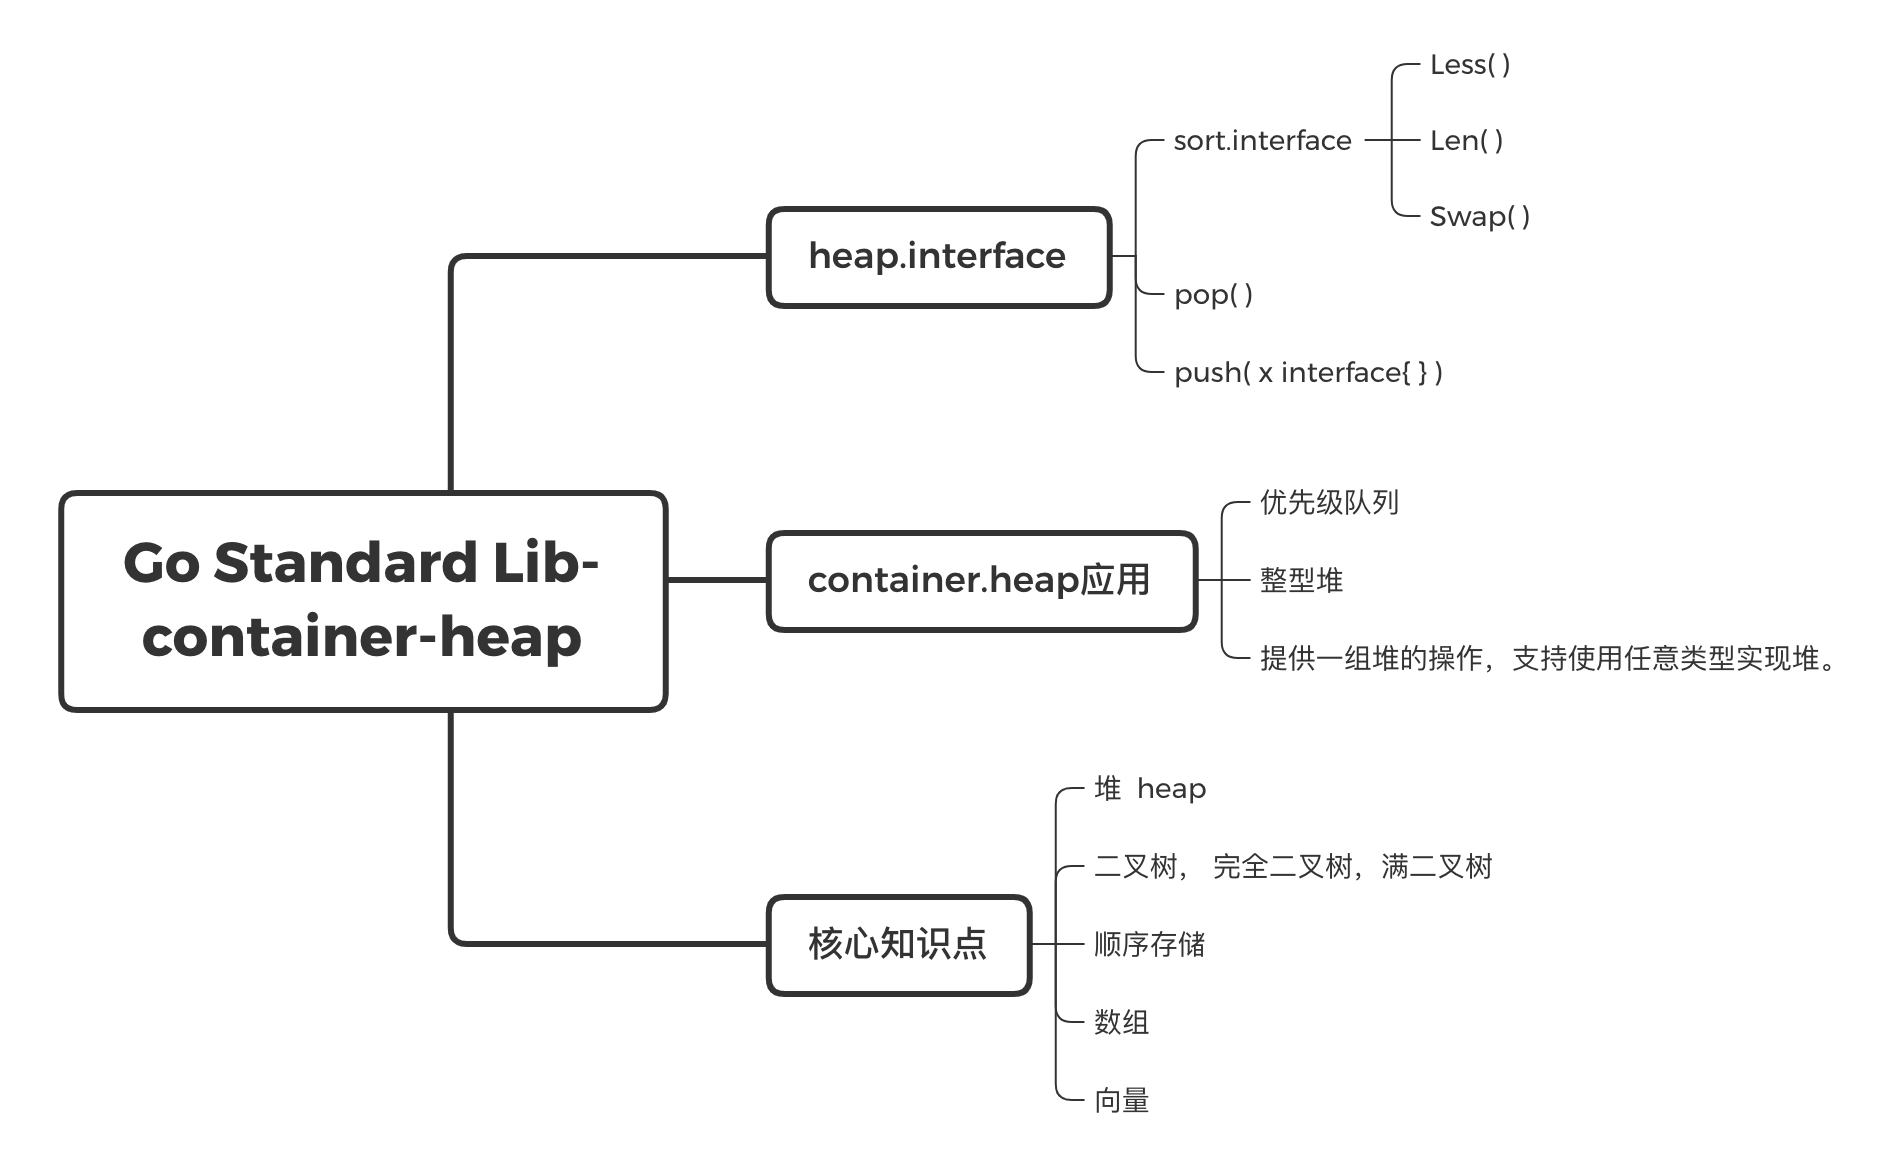 Go Standard Lib-
container-heap
heap.interface
sort.interface
Less( )
Len( )
Swap( )
pop( )
push( x interface{ } )
container.heap应用
优先级队列
整型堆
提供一组堆的操作，支持使用任意类型实现堆。
核心知识点
堆 heap
二叉树， 完全二叉树，满二叉树
顺序存储
数组
向量